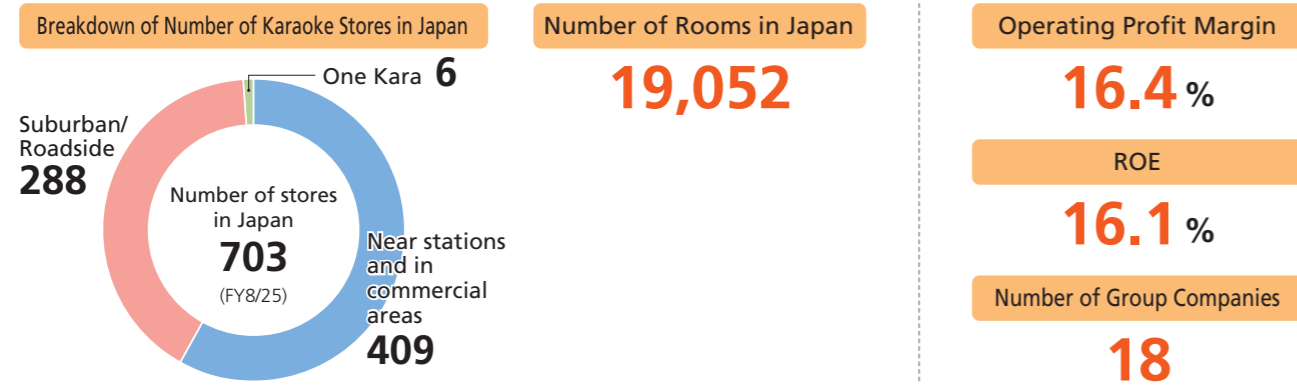 Breakdown of Number of Karaoke Stores in Japan
One Kara 6
Suburban/
Roadside
288
Number of stores
in Japan
703
(FY8/25)
Near stations
and in
commercial
areas
409
Number of Rooms in Japan
19,052
Operating Profit Margin
16.4 %
ROE
16.1 %
Number of Group Companies
18